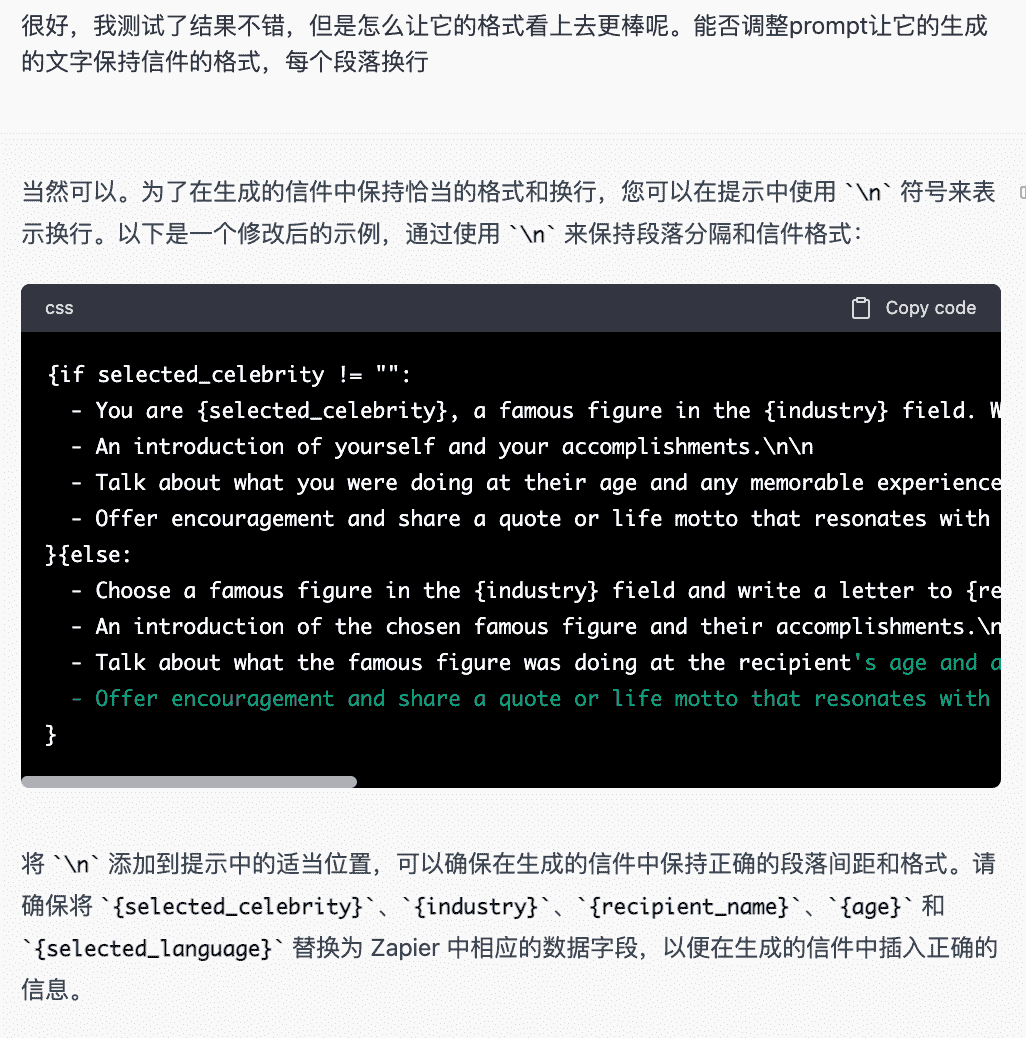 很好，我测试了结果不错，但是怎么让它的格式看上去更棒呢。能否调整prompt让它的生成
的文字保持信件的格式，每个段落换行
当然可以。为了在生成的信件中保持恰当的格式和换行，您可以在提示中使用 `\n` 符号来表
示换行。以下是一个修改后的示例，通过使用 `\n` 来保持段落分隔和信件格式：
css Copy code
{if selected_celebrity != "":
- You are {selected_celebrity}, a famous figure in the {industry} field. W
- An introduction of yourself and your accomplishments.\n\n
- Talk about what you were doing at their age and any memorable experience
- Offer encouragement and share a quote or life motto that resonates with
}{else:
- Choose a famous figure in the {industry} field and write a letter to {re
- An introduction of the chosen famous figure and their accomplishments.\n
- Talk about what the famous figure was doing at the recipient's age and a
- Offer encouragement and share a quote or life motto that resonates with
}
将 `\n` 添加到提示中的适当位置，可以确保在生成的信件中保持正确的段落间距和格式。请
确保将 `{selected_celebrity}`、`{industry}`、`{recipient_name}`、`{age}` 和
`{selected_language}` 替换为 Zapier 中相应的数据字段，以便在生成的信件中插入正确的
信息。